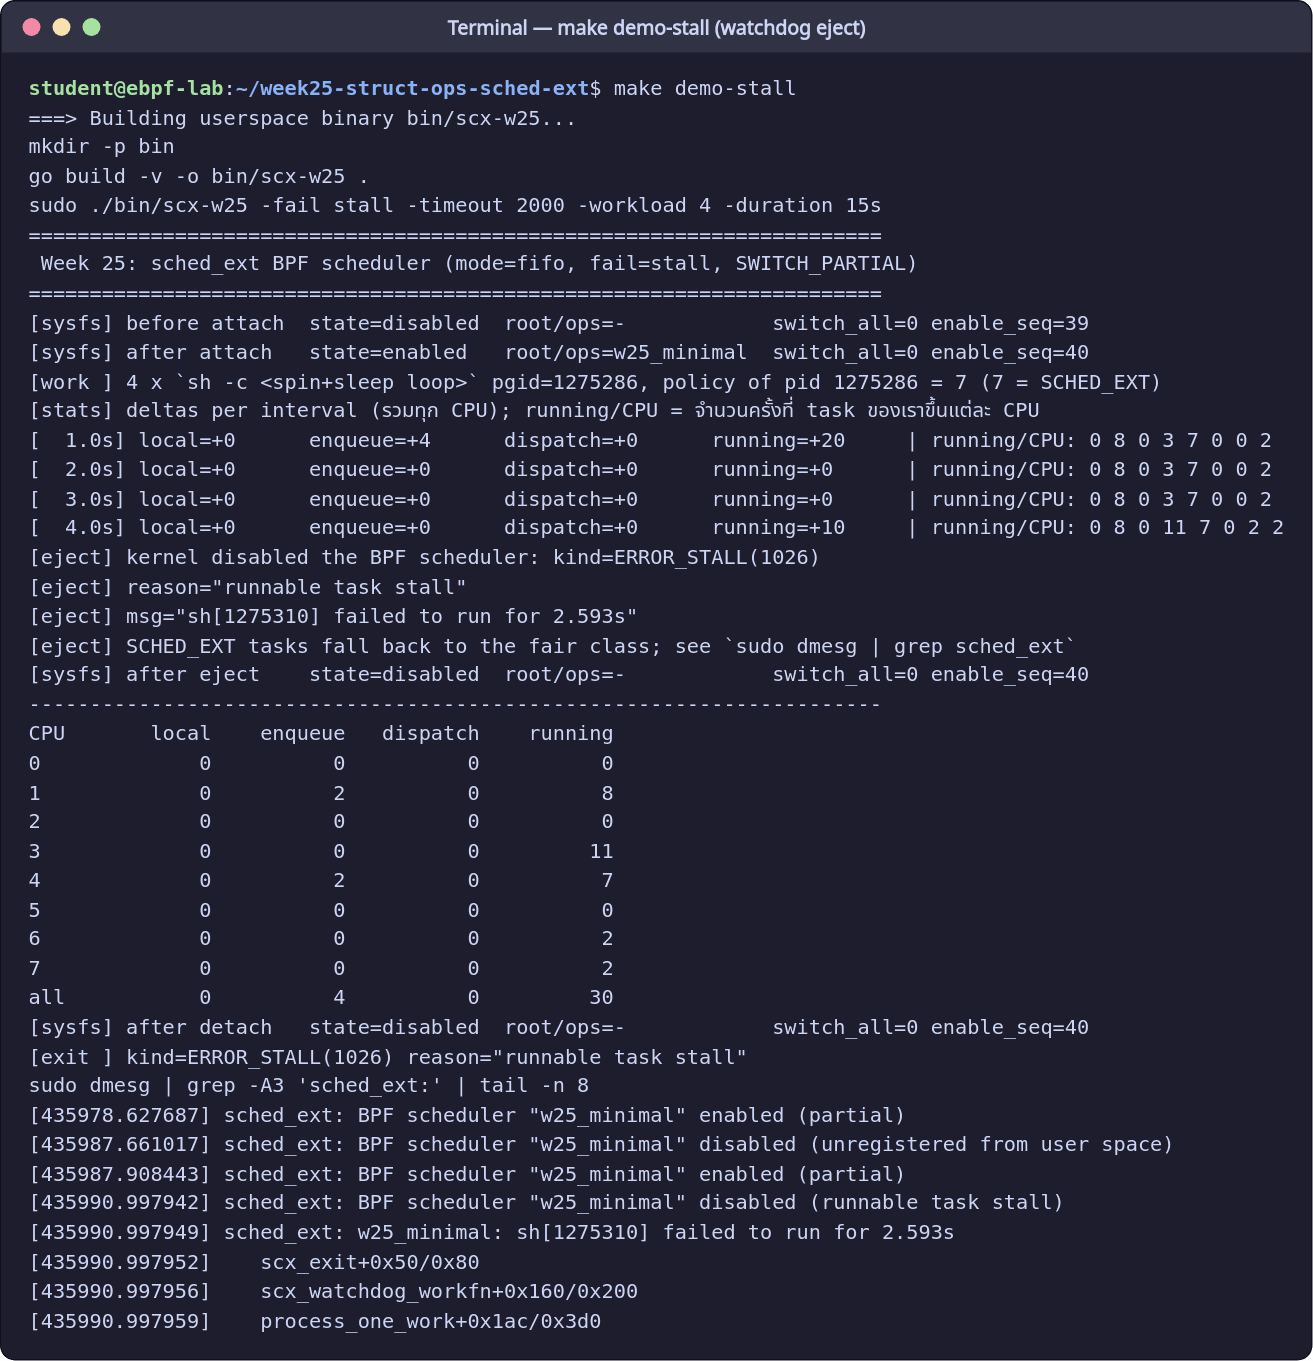 Terminal — make demo-stall (watchdog eject)
student@ebpf-lab:~/week25-struct-ops-sched-ext$ make demo-stall
===> Building userspace binary bin/scx-w25...
mkdir -p bin
go build -v -o bin/scx-w25 .
sudo ./bin/scx-w25 -fail stall -timeout 2000 -workload 4 -duration 15s
======================================================================
 Week 25: sched_ext BPF scheduler (mode=fifo, fail=stall, SWITCH_PARTIAL)
======================================================================
[sysfs] before attach  state=disabled  root/ops=-            switch_all=0 enable_seq=39
[sysfs] after attach   state=enabled   root/ops=w25_minimal  switch_all=0 enable_seq=40
[work ] 4 x `sh -c <spin+sleep loop>` pgid=1275286, policy of pid 1275286 = 7 (7 = SCHED_EXT)
[stats] deltas per interval (รวมทุก CPU); running/CPU = จำนวนครั้งที่ task ของเราขึ้นแต่ละ CPU
[  1.0s] local=+0      enqueue=+4      dispatch=+0      running=+20     | running/CPU: 0 8 0 3 7 0 0 2
[  2.0s] local=+0      enqueue=+0      dispatch=+0      running=+0      | running/CPU: 0 8 0 3 7 0 0 2
[  3.0s] local=+0      enqueue=+0      dispatch=+0      running=+0      | running/CPU: 0 8 0 3 7 0 0 2
[  4.0s] local=+0      enqueue=+0      dispatch=+0      running=+10     | running/CPU: 0 8 0 11 7 0 2 2
[eject] kernel disabled the BPF scheduler: kind=ERROR_STALL(1026)
[eject] reason="runnable task stall"
[eject] msg="sh[1275310] failed to run for 2.593s"
[eject] SCHED_EXT tasks fall back to the fair class; see `sudo dmesg | grep sched_ext`
[sysfs] after eject    state=disabled  root/ops=-            switch_all=0 enable_seq=40
----------------------------------------------------------------------
CPU       local    enqueue   dispatch    running
0             0          0          0          0
1             0          2          0          8
2             0          0          0          0
3             0          0          0         11
4             0          2          0          7
5             0          0          0          0
6             0          0          0          2
7             0          0          0          2
all           0          4          0         30
[sysfs] after detach   state=disabled  root/ops=-            switch_all=0 enable_seq=40
[exit ] kind=ERROR_STALL(1026) reason="runnable task stall"
sudo dmesg | grep -A3 'sched_ext:' | tail -n 8
[435978.627687] sched_ext: BPF scheduler "w25_minimal" enabled (partial)
[435987.661017] sched_ext: BPF scheduler "w25_minimal" disabled (unregistered from user space)
[435987.908443] sched_ext: BPF scheduler "w25_minimal" enabled (partial)
[435990.997942] sched_ext: BPF scheduler "w25_minimal" disabled (runnable task stall)
[435990.997949] sched_ext: w25_minimal: sh[1275310] failed to run for 2.593s
[435990.997952]    scx_exit+0x50/0x80
[435990.997956]    scx_watchdog_workfn+0x160/0x200
[435990.997959]    process_one_work+0x1ac/0x3d0